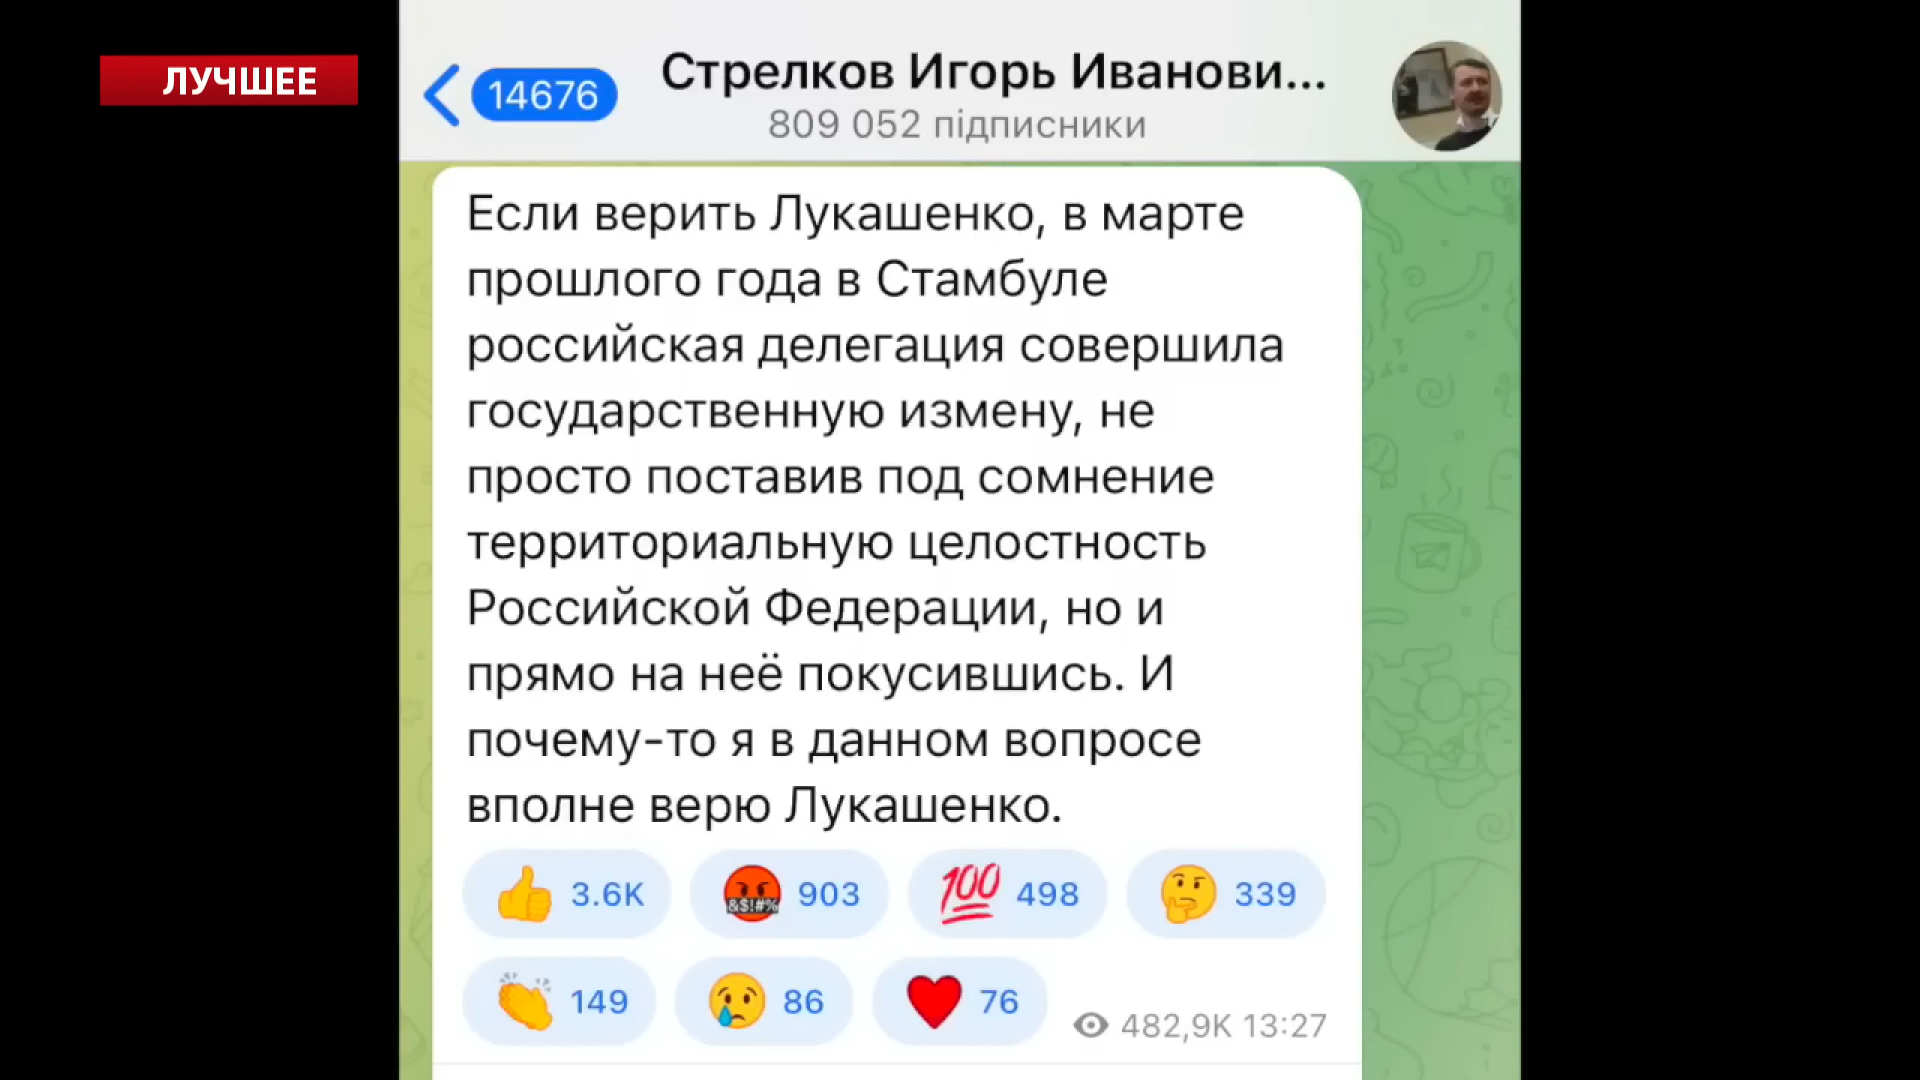 ЛУЧШЕЕ
14676
Стрелков Игорь Иванови...
809 052 підписники
Если верить Лукашенко, в марте
прошлого года в Стамбуле
российская делегация совершила
государственную измену, не
просто поставив под сомнение
территориальную целостность
Российской Федерации, но и
прямо на неё покусившись. И
почему-то я в данном вопросе
вполне верю Лукашенко.
3.6K 903 498 339
149 86 76 482,9K 13:27